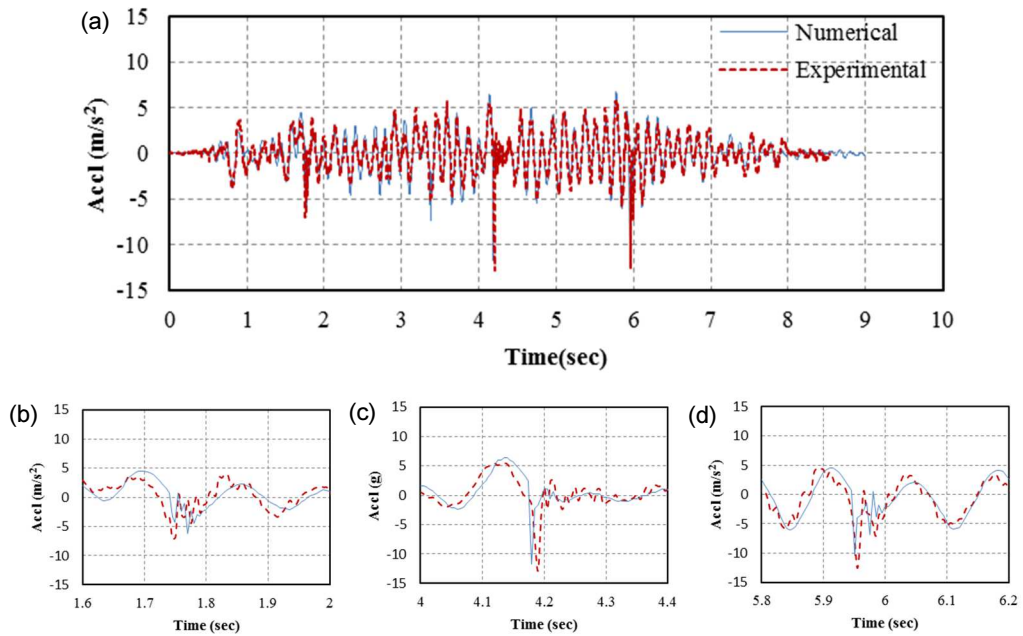 (a)
15
10
5
0
-5
-10
-15
Accl (m/s²)
Numerical
Experimental
0 1 2 3 4 5 6 7 8 9 10
Time(sec)
(b)
15
10
5
0
-5
-10
-15
Accl (m/s²)
1.6 1.7 1.8 1.9 2
Time (sec)
(c)
15
10
5
0
-5
-10
-15
Accl (g)
4 4.1 4.2 4.3 4.4
Time (sec)
(d)
15
10
5
0
-5
-10
-15
Accl (m/s²)
5.8 5.9 6 6.1 6.2
Time (sec)